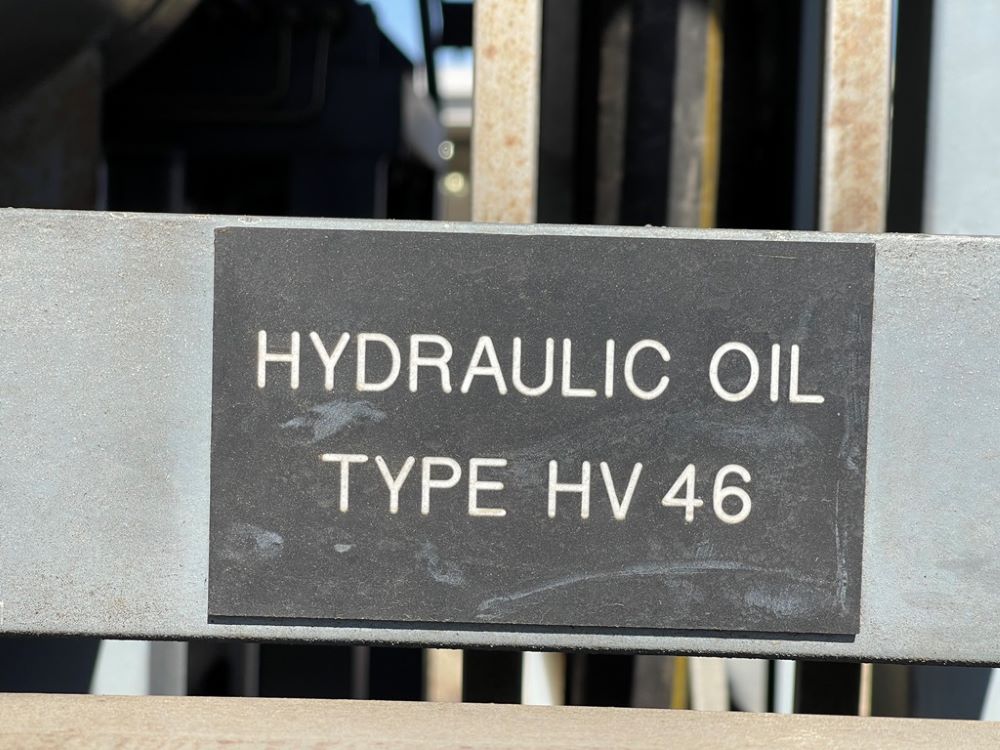 HYDRAULIC OIL
TYPE HV 46